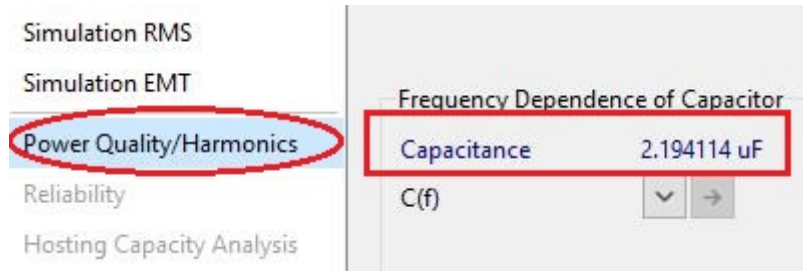 Simulation RMS
Simulation EMT
Power Quality/Harmonics
Reliability
Hosting Capacity Analysis
Frequency Dependence of Capacitor
Capacitance 2.194114 uF
C(f)